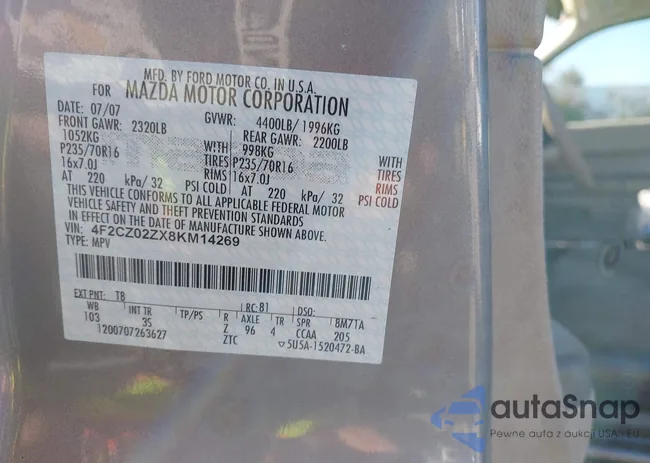 MFD. BY FORD MOTOR CO. IN U.S.A.
FOR MAZDA MOTOR CORPORATION
DATE: 07/07 GVWR: 4400LB/ 1996KG
FRONT GAWR: 2320LB REAR GAWR: 2200LB
1052KG WITH 998KG WITH
P235/70R16 TIRES P235/70R16 TIRES
16x7.0J RIMS 16x7.0J RIMS
AT 220 kPa/ 32 PSI COLD AT 220 kPa/ 32 PSI COLD
THIS VEHICLE CONFORMS TO ALL APPLICABLE FEDERAL MOTOR
VEHICLE SAFETY AND THEFT PREVENTION STANDARDS
IN EFFECT ON THE DATE OF MANUFACTURE SHOWN ABOVE.
VIN: 4F2CZ02ZX8KM14269
TYPE: MPV
EXT PNT: TB RC: 81 DSO:
WB INT TR TP/PS R AXLE TR SPR 8M71A
103 3S Z 96 4 CCAA 205
1200707263627 ZTC ▽5U5A-1520472-BA
autoSnap
Pewne auta z aukcji USA - EU